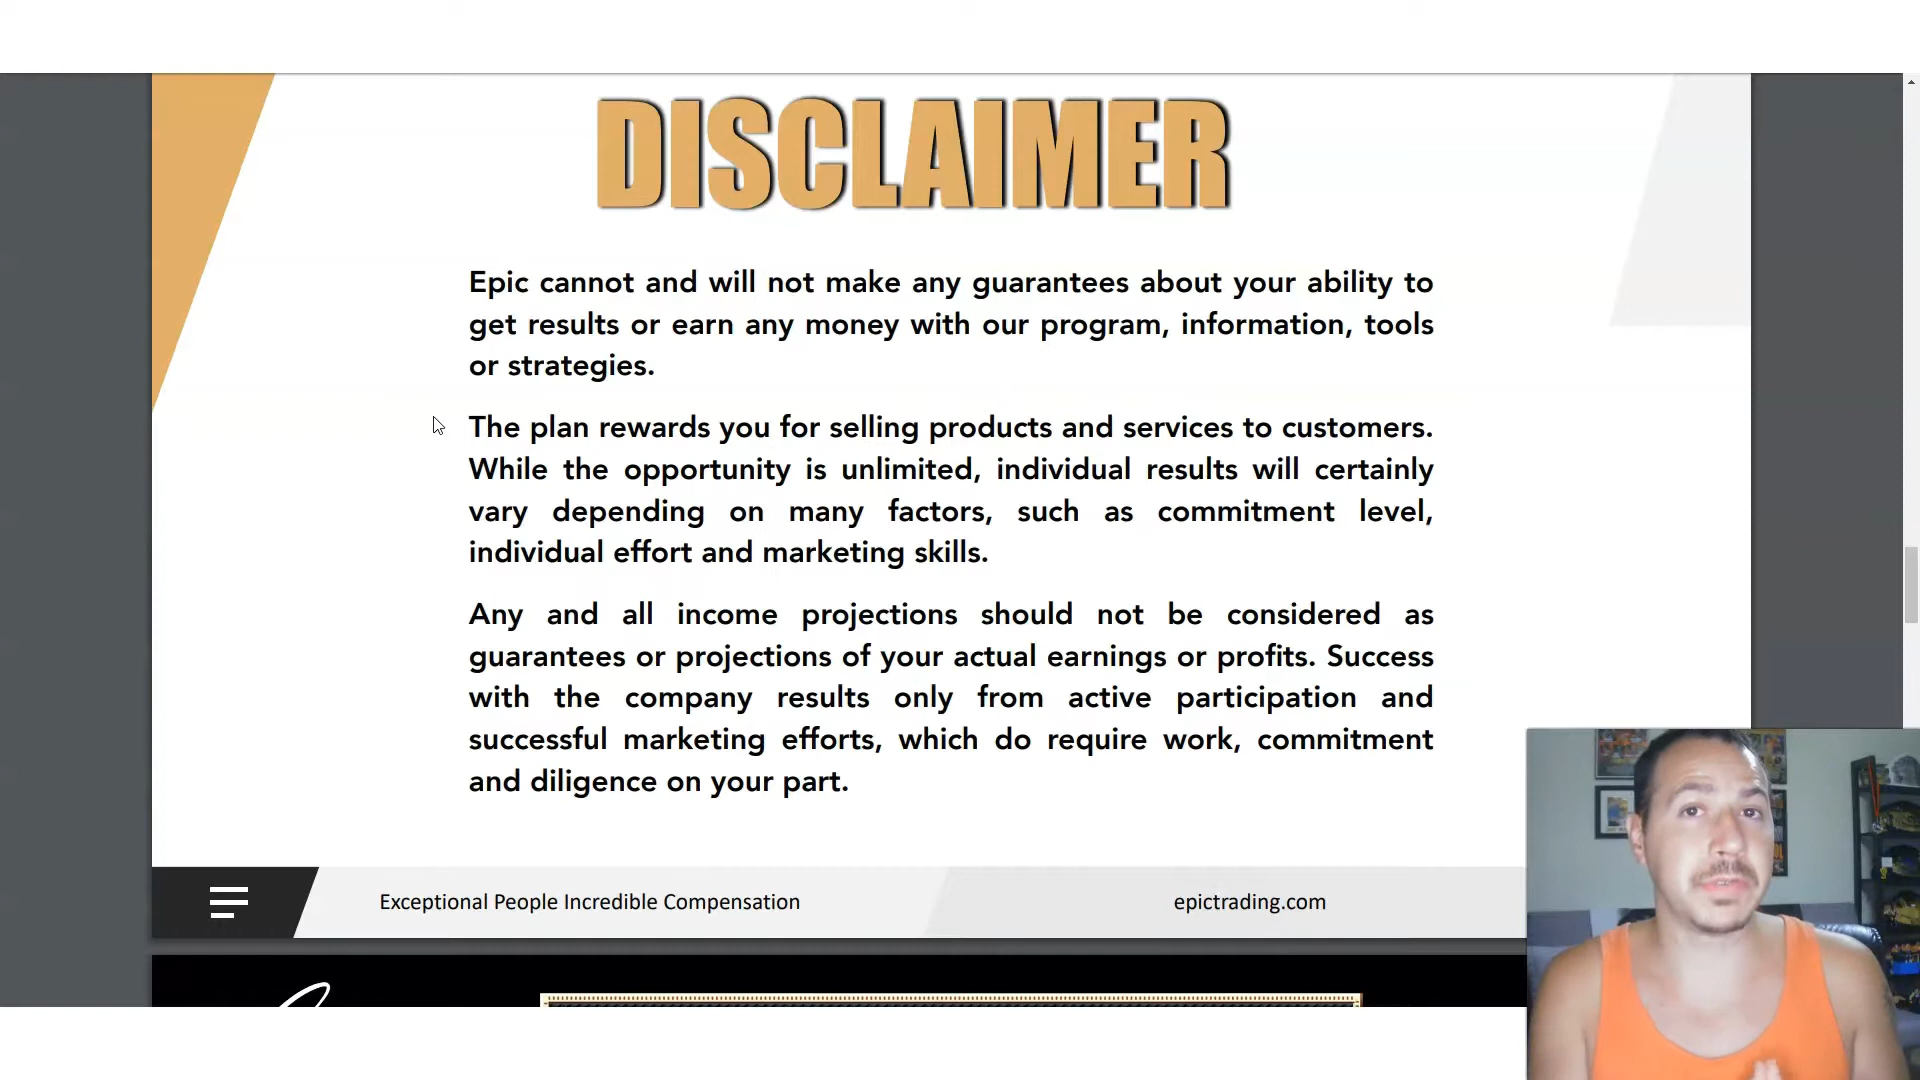 DISCLAIMER
Epic cannot and will not make any guarantees about your ability to
get results or earn any money with our program, information, tools
or strategies.
The plan rewards you for selling products and services to customers.
While the opportunity is unlimited, individual results will certainly
vary depending on many factors, such as commitment level,
individual effort and marketing skills.
Any and all income projections should not be considered as
guarantees or projections of your actual earnings or profits. Success
with the company results only from active participation and
successful marketing efforts, which do require work, commitment
and diligence on your part.
Exceptional People Incredible Compensation
epictrading.com